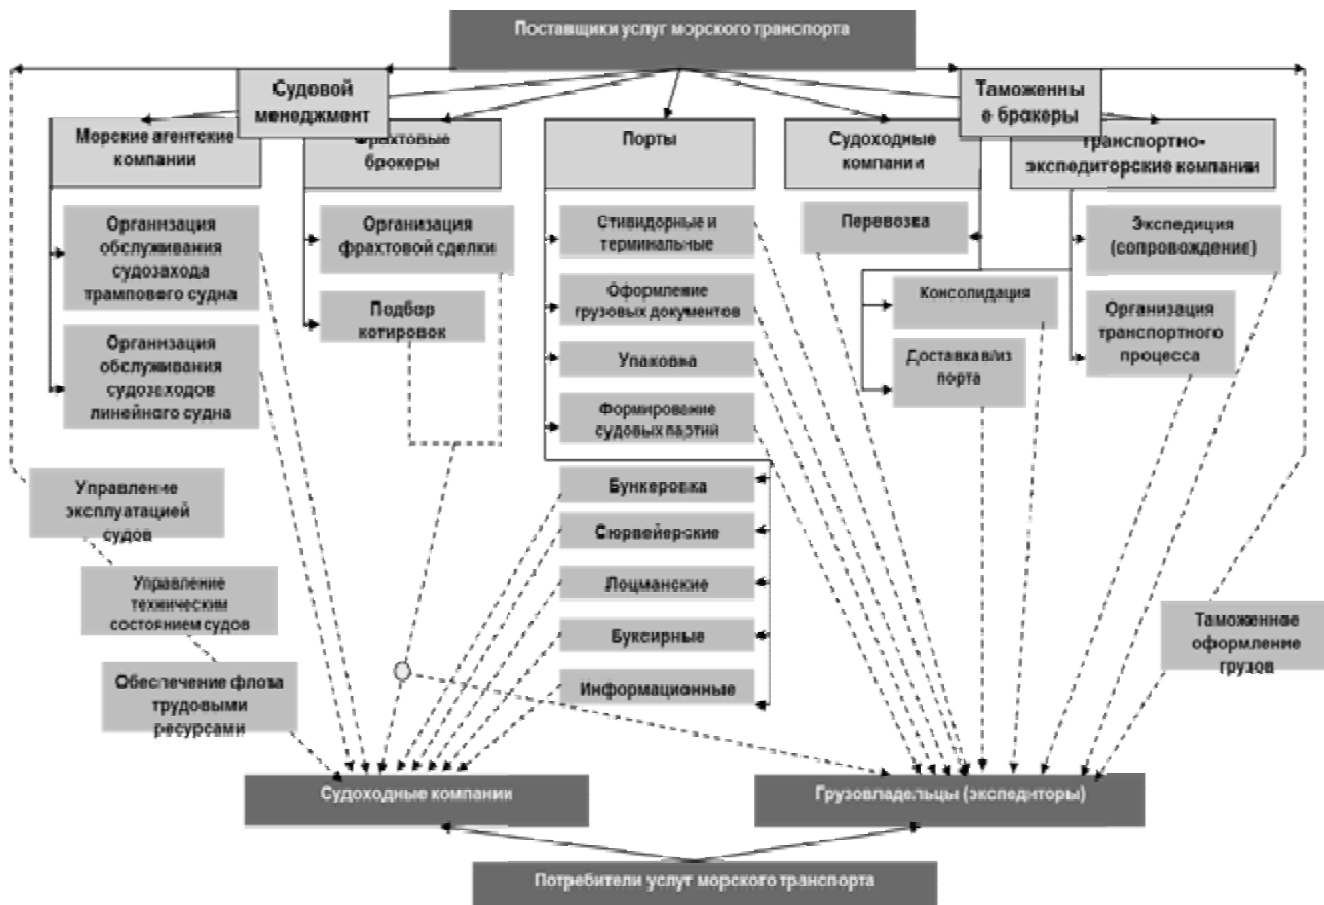 Поставщики услуг морского транспорта
Судовой
менеджмент
Таможенны
е брокеры
Морские агентские
компании
Фрахтовые
брокеры
Порты
Судоходные
компании
Транспортно-
экспедиторские компании
Организация
обслуживания
судозахода
трампового судна
Организация
обслуживания
судозаходов
линейного судна
Организация
фрахтовой сделки
Подбор
котировок
Стивидорные и
терминальные
Оформление
грузовых документов
Упаковка
Формирование
судовых партий
Бункеровка
Сюрвейерские
Лоцманские
Буксирные
Информационные
Перевозка
Консолидация
Доставка в/из
порта
Экспедиция
(сопровождение)
Организация
транспортного
процесса
Управление
эксплуатацией
судов
Управление
техническим
состоянием судов
Обеспечение флота
трудовыми
ресурсами
Таможенное
оформление
грузов
Судоходные компании
Грузовладельцы (экспедиторы)
Потребители услуг морского транспорта